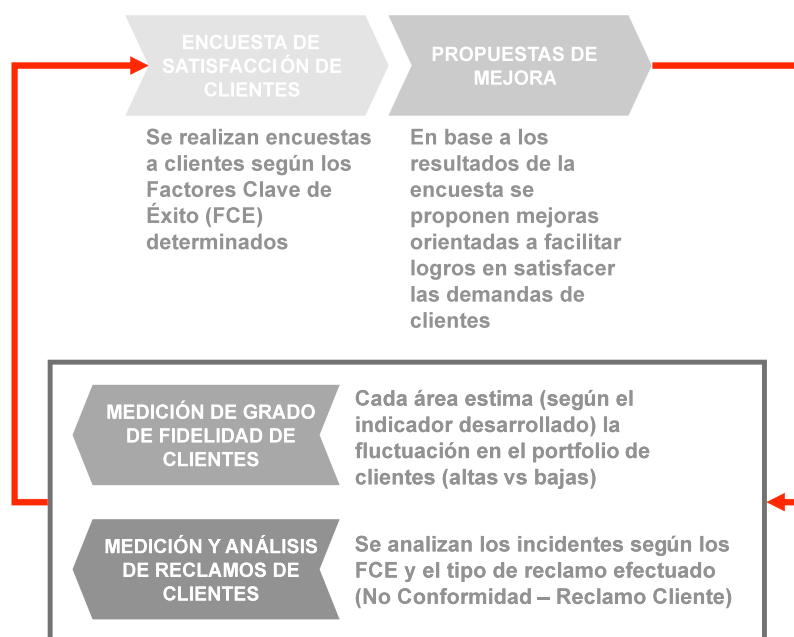 ENCUESTA DE
SATISFACCIÓN DE
CLIENTES
PROPUESTAS DE
MEJORA
Se realizan encuestas
a clientes según los
Factores Clave de
Éxito (FCE)
determinados
En base a los
resultados de la
encuesta se
proponen mejoras
orientadas a facilitar
logros en satisfacer
las demandas de
clientes
MEDICIÓN DE GRADO
DE FIDELIDAD DE
CLIENTES
Cada área estima (según el
indicador desarrollado) la
fluctuación en el portfolio de
clientes (altas vs bajas)
MEDICIÓN Y ANÁLISIS
DE RECLAMOS DE
CLIENTES
Se analizan los incidentes según los
FCE y el tipo de reclamo efectuado
(No Conformidad – Reclamo Cliente)